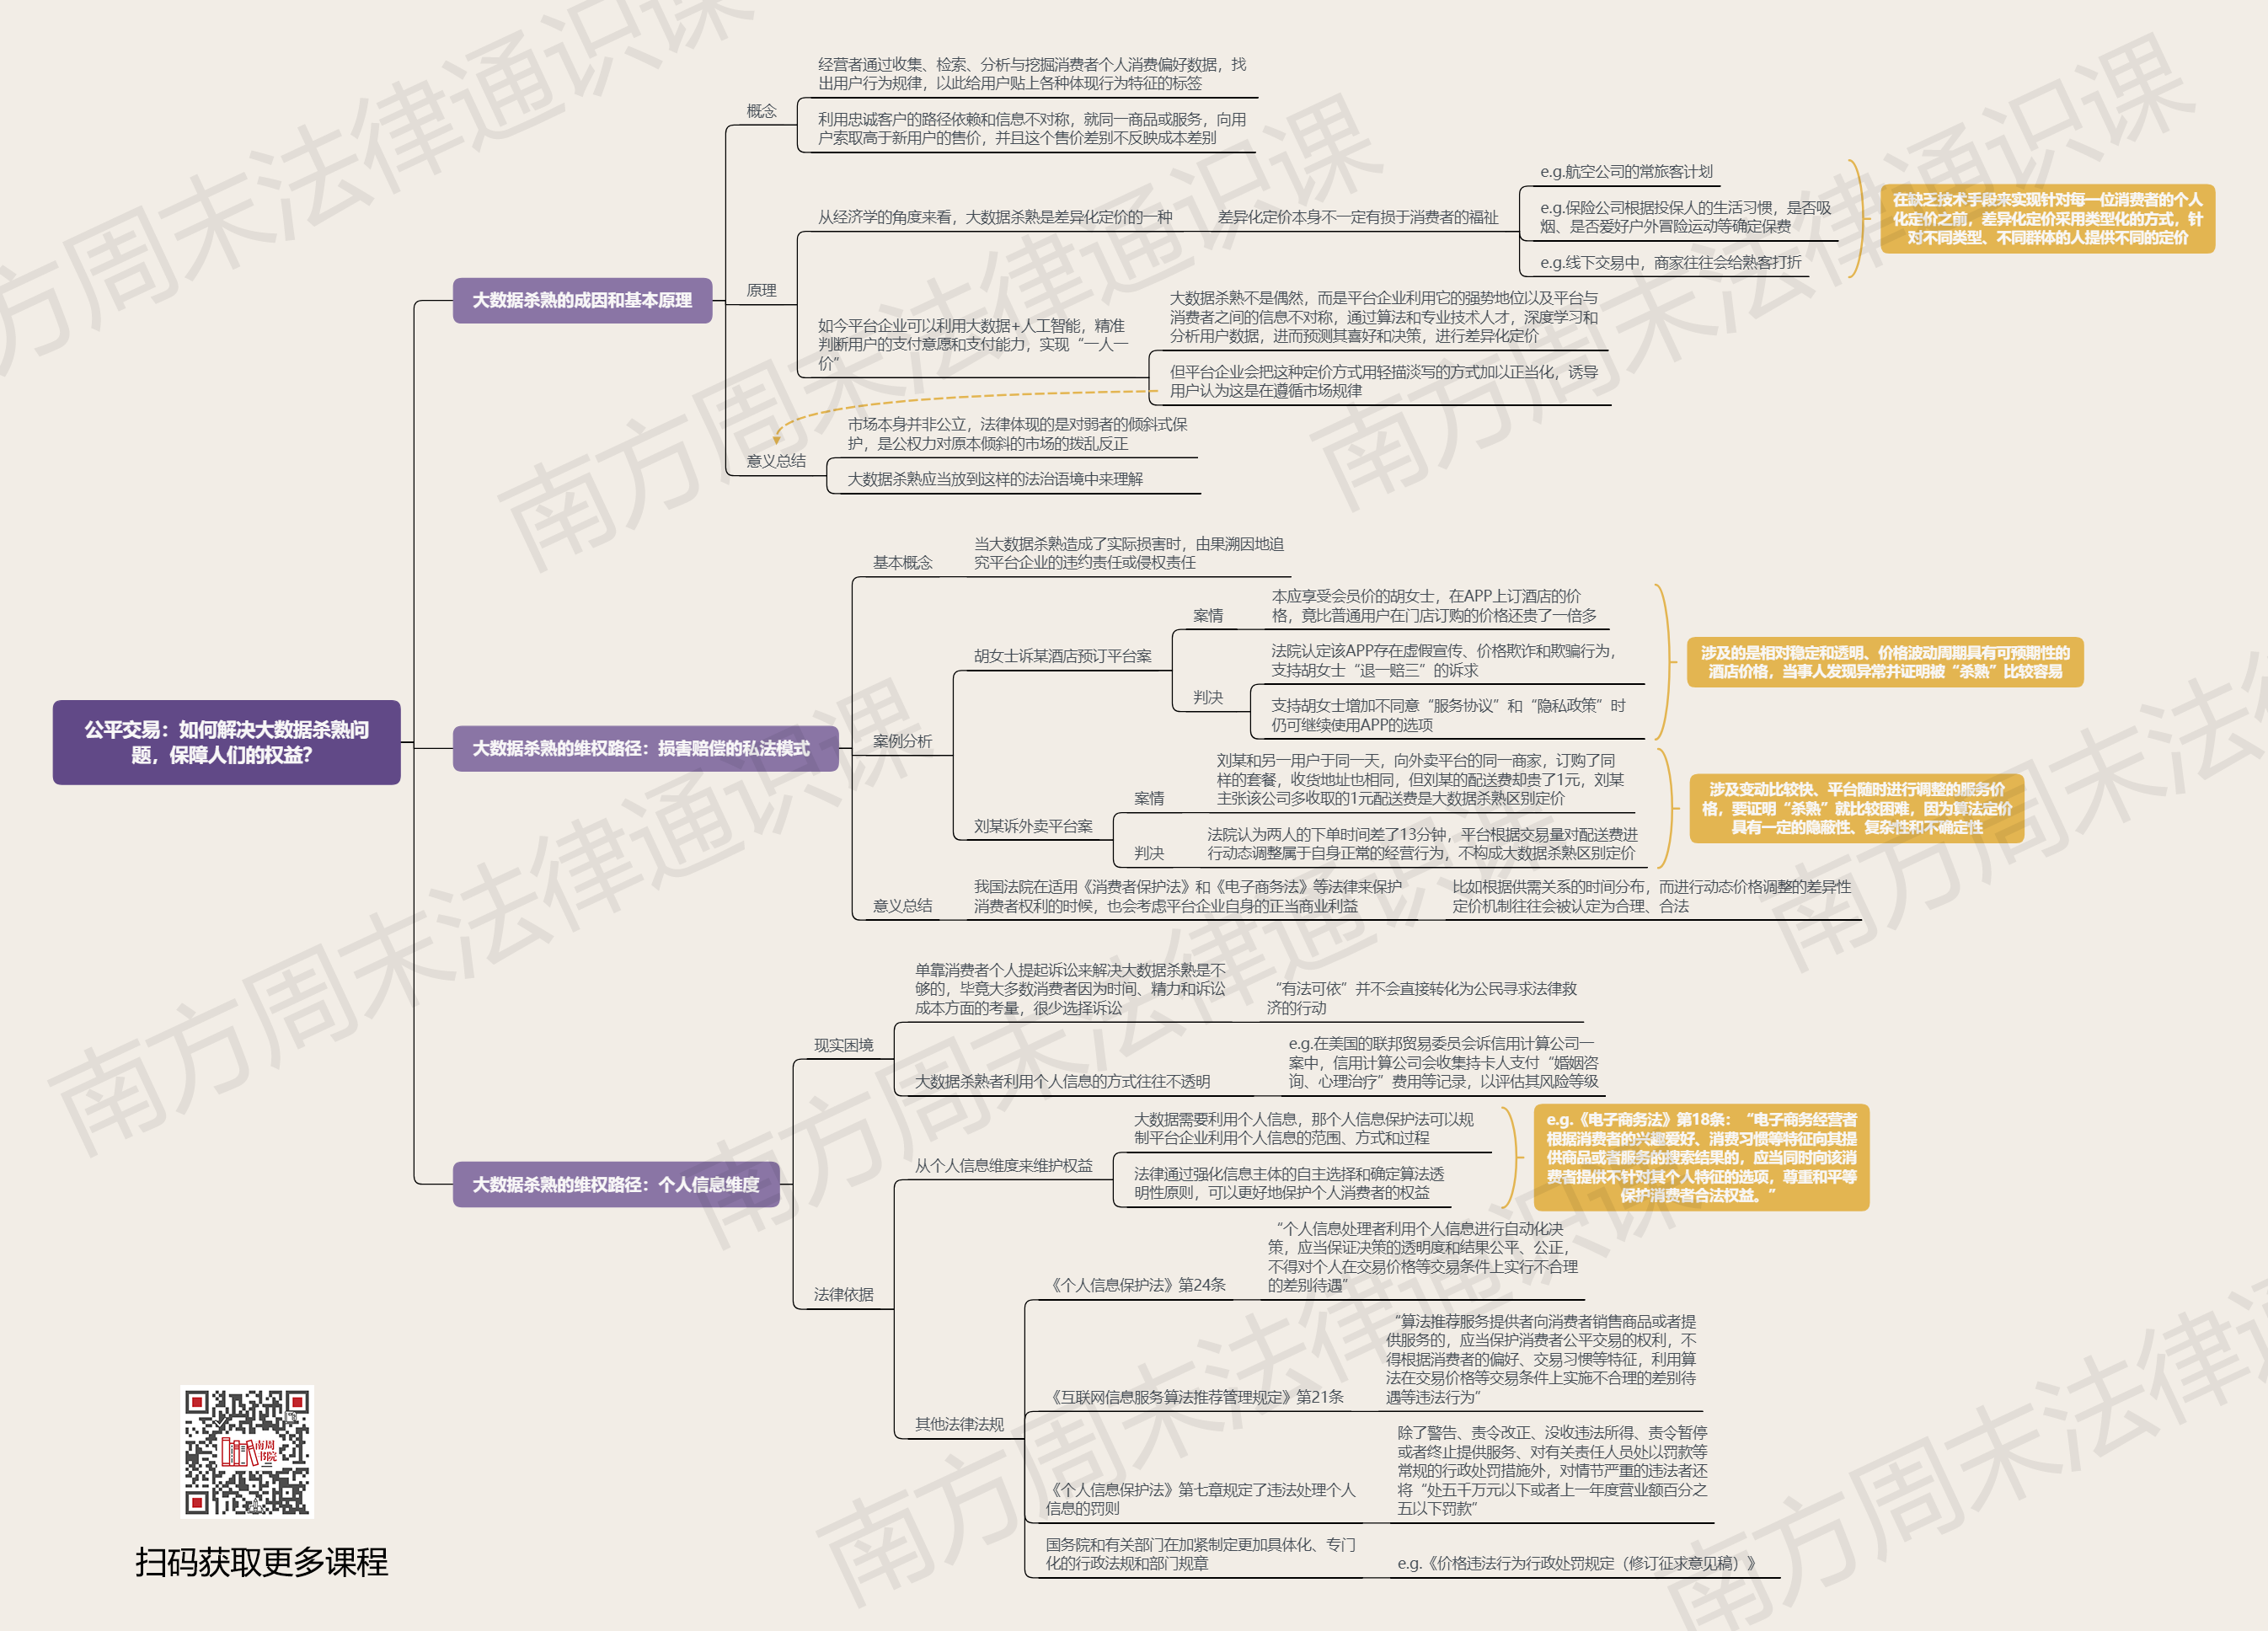 公平交易：如何解决大数据杀熟问
题，保障人们的权益？
大数据杀熟的成因和基本原理
概念
经营者通过收集、检索、分析与挖掘消费者个人消费偏好数据，找
出用户行为规律，以此给用户贴上各种体现行为特征的标签
利用忠诚客户的路径依赖和信息不对称，就同一商品或服务，向用
户索取高于新用户的售价，并且这个售价差别不反映成本差别
原理
从经济学的角度来看，大数据杀熟是差异化定价的一种
差异化定价本身不一定有损于消费者的福祉
e.g.航空公司的常旅客计划
e.g.保险公司根据投保人的生活习惯，是否吸
烟、是否爱好户外冒险运动等确定保费
e.g.线下交易中，商家往往会给熟客打折
在缺乏技术手段来实现针对每一位消费者的个人
化定价之前，差异化定价采用类型化的方式，针
对不同类型、不同群体的人提供不同的定价
如今平台企业可以利用大数据+人工智能，精准
判断用户的支付意愿和支付能力，实现“一人一
价”
大数据杀熟不是偶然，而是平台企业利用它的强势地位以及平台与
消费者之间的信息不对称，通过算法和专业技术人才，深度学习和
分析用户数据，进而预测其喜好和决策，进行差异化定价
但平台企业会把这种定价方式用轻描淡写的方式加以正当化，诱导
用户认为这是在遵循市场规律
意义总结
市场本身并非公立，法律体现的是对弱者的倾斜式保
护，是公权力对原本倾斜的市场的拨乱反正
大数据杀熟应当放到这样的法治语境中来理解
大数据杀熟的维权路径：损害赔偿的私法模式
基本概念
当大数据杀熟造成了实际损害时，由果溯因地追
究平台企业的违约责任或侵权责任
案例分析
胡女士诉某酒店预订平台案
案情
本应享受会员价的胡女士，在APP上订酒店的价
格，竟比普通用户在门店订购的价格还贵了一倍多
判决
法院认定该APP存在虚假宣传、价格欺诈和欺骗行为，
支持胡女士“退一赔三”的诉求
支持胡女士增加不同意“服务协议”和“隐私政策”时
仍可继续使用APP的选项
涉及的是相对稳定和透明、价格波动周期具有可预期性的
酒店价格，当事人发现异常并证明被“杀熟”比较容易
刘某诉外卖平台案
案情
刘某和另一用户于同一天，向外卖平台的同一商家，订购了同
样的套餐，收货地址也相同，但刘某的配送费却贵了1元，刘某
主张该公司多收取的1元配送费是大数据杀熟区别定价
判决
法院认为两人的下单时间差了13分钟，平台根据交易量对配送费进
行动态调整属于自身正常的经营行为，不构成大数据杀熟区别定价
涉及变动比较快、平台随时进行调整的服务价
格，要证明“杀熟”就比较困难，因为算法定价
具有一定的隐蔽性、复杂性和不确定性
意义总结
我国法院在适用《消费者保护法》和《电子商务法》等法律来保护
消费者权利的时候，也会考虑平台企业自身的正当商业利益
比如根据供需关系的时间分布，而进行动态价格调整的差异性
定价机制往往会被认定为合理、合法
大数据杀熟的维权路径：个人信息维度
现实困境
单靠消费者个人提起诉讼来解决大数据杀熟是不
够的，毕竟大多数消费者因为时间、精力和诉讼
成本方面的考量，很少选择诉讼
“有法可依”并不会直接转化为公民寻求法律救
济的行动
大数据杀熟者利用个人信息的方式往往不透明
e.g.在美国的联邦贸易委员会诉信用计算公司一
案中，信用计算公司会收集持卡人支付“婚姻咨
询、心理治疗”费用等记录，以评估其风险等级
法律依据
从个人信息维度来维护权益
大数据需要利用个人信息，那个人信息保护法可以规
制平台企业利用个人信息的范围、方式和过程
法律通过强化信息主体的自主选择和确定算法透
明性原则，可以更好地保护个人消费者的权益
e.g.《电子商务法》第18条：“电子商务经营者
根据消费者的兴趣爱好、消费习惯等特征向其提
供商品或者服务的搜索结果的，应当同时向该消
费者提供不针对其个人特征的选项，尊重和平等
保护消费者合法权益。”
其他法律法规
《个人信息保护法》第24条
“个人信息处理者利用个人信息进行自动化决
策，应当保证决策的透明度和结果公平、公正，
不得对个人在交易价格等交易条件上实行不合理
的差别待遇”
《互联网信息服务算法推荐管理规定》第21条
“算法推荐服务提供者向消费者销售商品或者提
供服务的，应当保护消费者公平交易的权利，不
得根据消费者的偏好、交易习惯等特征，利用算
法在交易价格等交易条件上实施不合理的差别待
遇等违法行为”
《个人信息保护法》第七章规定了违法处理个人
信息的罚则
除了警告、责令改正、没收违法所得、责令暂停
或者终止提供服务、对有关责任人员处以罚款等
常规的行政处罚措施外，对情节严重的违法者还
将“处五千万元以下或者上一年度营业额百分之
五以下罚款”
国务院和有关部门在加紧制定更加具体化、专门
化的行政法规和部门规章
e.g.《价格违法行为行政处罚规定（修订征求意见稿）》
南周
书院
扫码获取更多课程
南方周末法律通识课
南方周末法律通识课
南方周末法律通识课
南方周末法律通识课
南方周末法律通识课
南方周末法律通识课
南方周末法律通识课
南方周末法律通识课